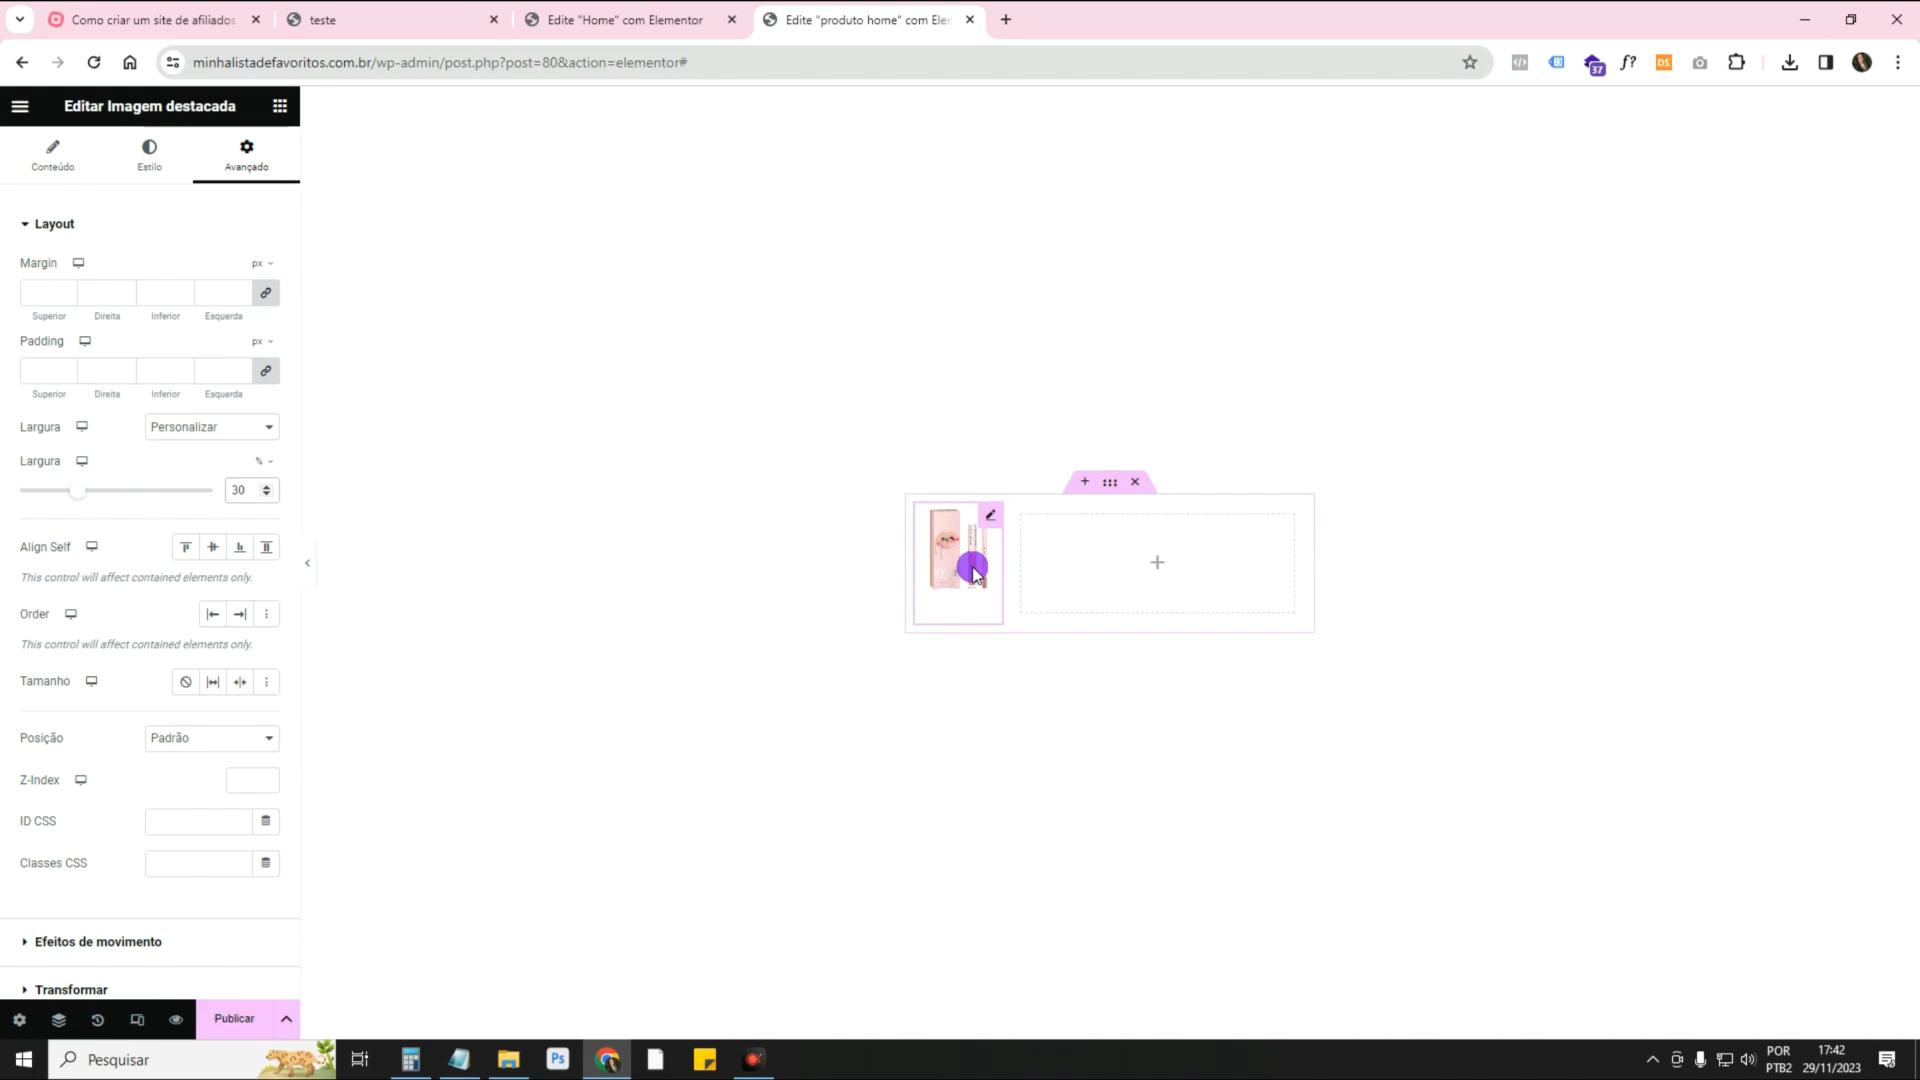 Como criar um site de afiliados
teste
Edite "Home" com Elementor
Edite "produto home" com Ele
minhalistadefavoritos.com.br/wp-admin/post.php?post=80&action=elementor#
37
f?
DS
Editar Imagem destacada
Conteúdo
Estilo
Avançado
Layout
Margin
px
Superior
Direita
Inferior
Esquerda
Padding
px
Superior
Direita
Inferior
Esquerda
Largura
Personalizar
Largura
%
30
Align Self
This control will affect contained elements only.
Order
This control will affect contained elements only.
Tamanho
Posição
Padrão
Z-Index
ID CSS
Classes CSS
Efeitos de movimento
Transformar
Publicar
Pesquisar
Ps
POR
PTB2
17:42
29/11/2023